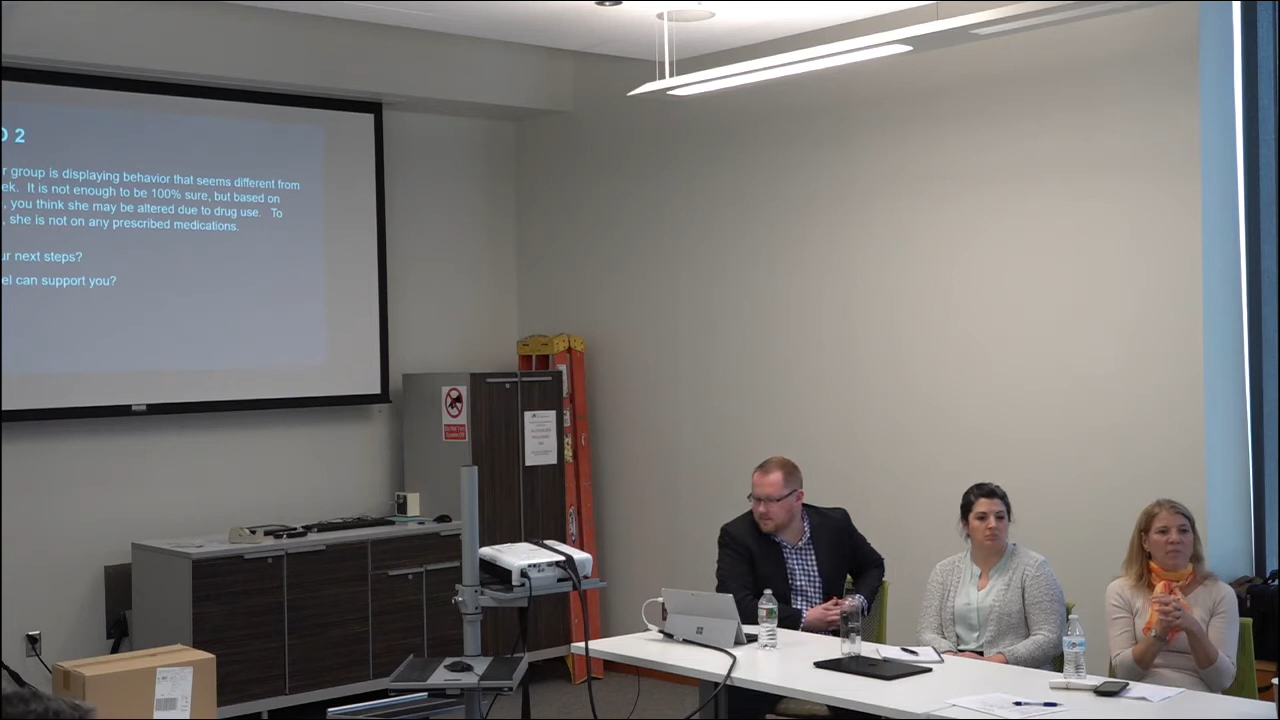 O 2
r group is displaying behavior that seems different from
ek. It is not enough to be 100% sure, but based on
, you think she may be altered due to drug use. To
, she is not on any prescribed medications.
ur next steps?
el can support you?